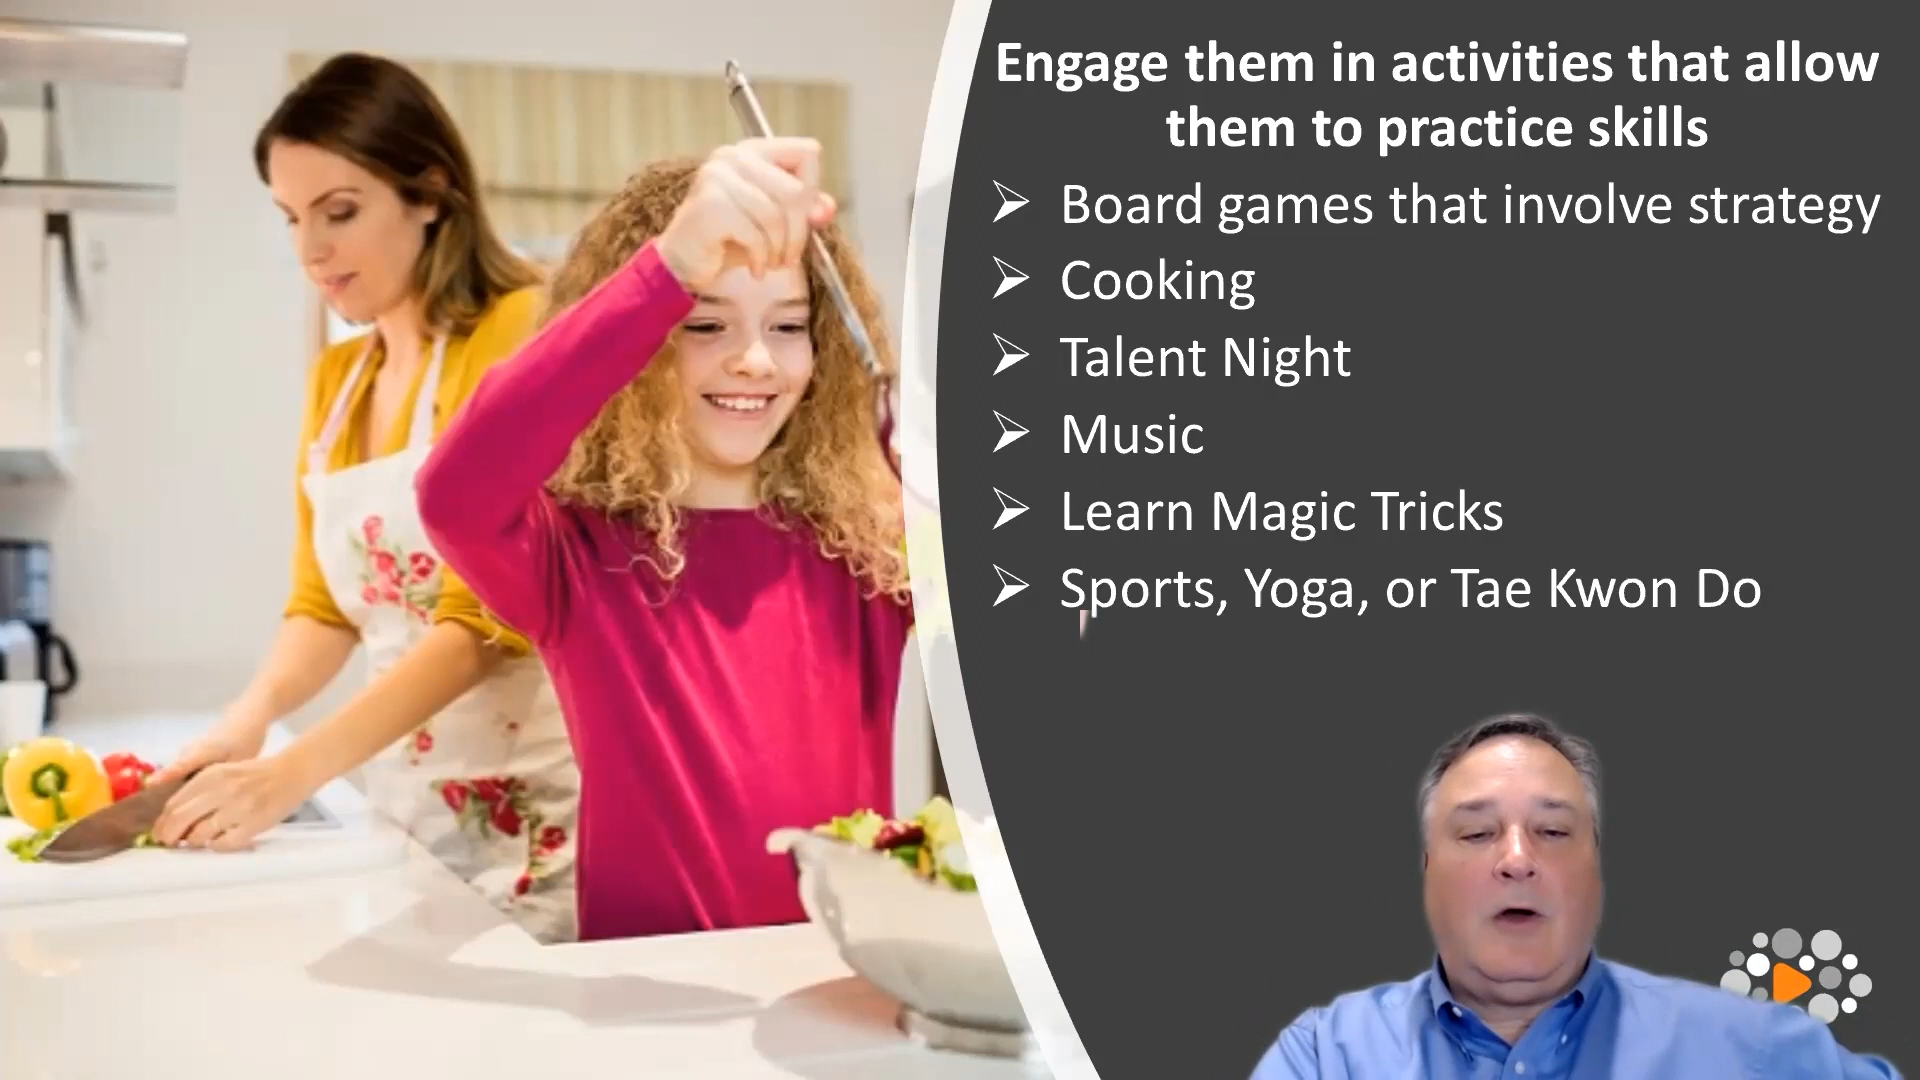 Engage them in activities that allow
them to practice skills
Board games that involve strategy
Cooking
Talent Night
Music
Learn Magic Tricks
Sports, Yoga, or Tae Kwon Do